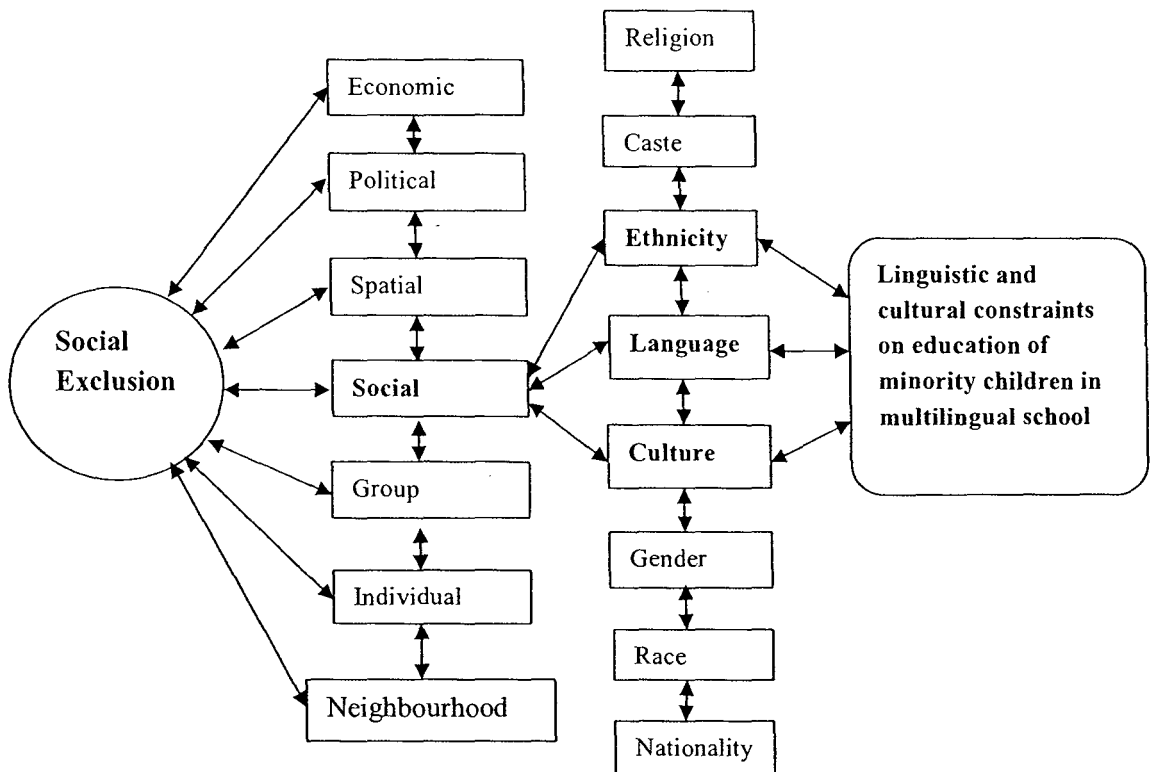 Social
Exclusion
Economic
Political
Spatial
Social
Group
Individual
Neighbourhood
Religion
Caste
Ethnicity
Language
Culture
Gender
Race
Nationality
Linguistic and
cultural constraints
on education of
minority children in
multilingual school